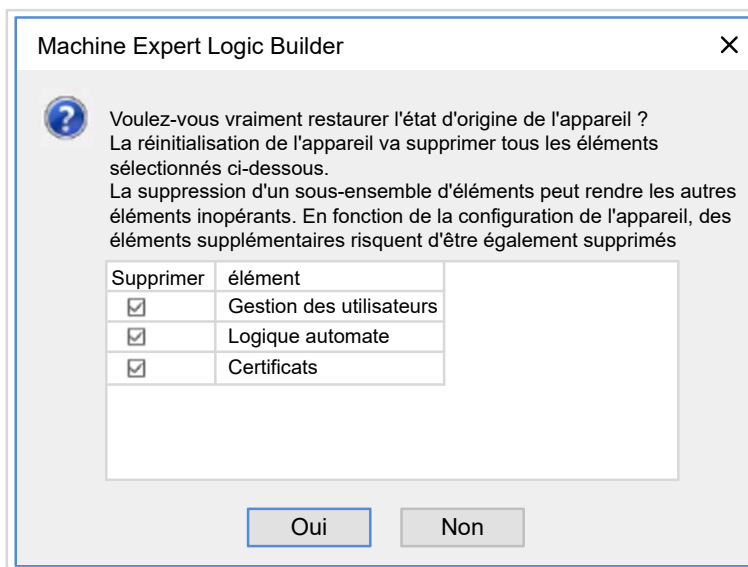 Machine Expert Logic Builder
Voulez-vous vraiment restaurer l'état d'origine de l'appareil ?
La réinitialisation de l'appareil va supprimer tous les éléments
sélectionnés ci-dessous.
La suppression d'un sous-ensemble d'éléments peut rendre les autres
éléments inopérants. En fonction de la configuration de l'appareil, des
éléments supplémentaires risquent d'être également supprimés
Supprimer élément
Gestion des utilisateurs
Logique automate
Certificats
Oui Non